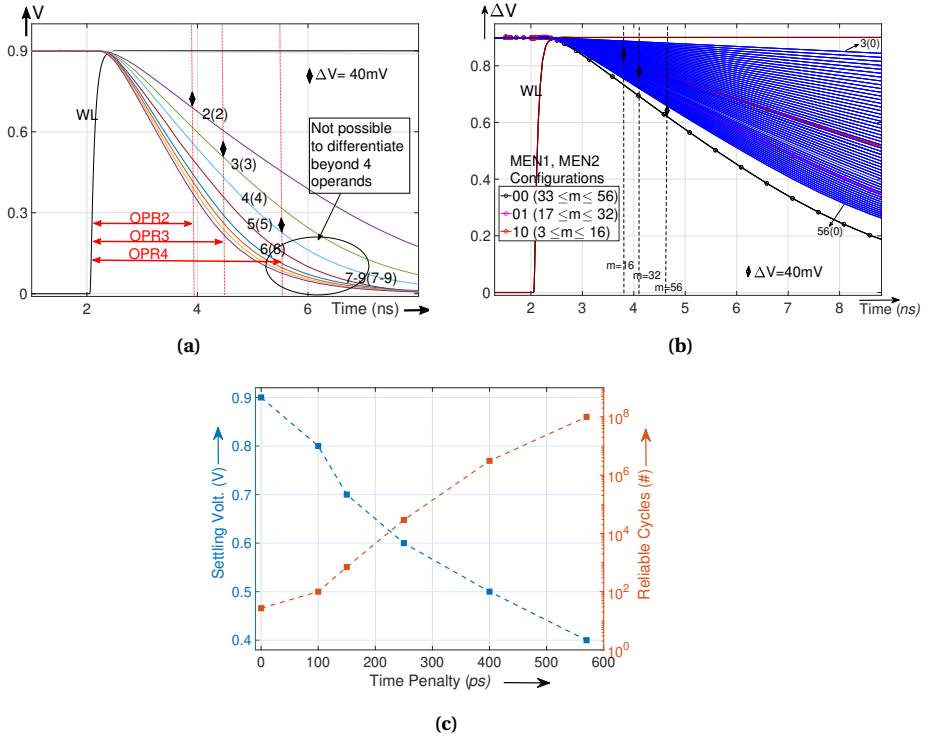 V
0.9
0.6
0.3
0
2
4
6
8
Time (ns)
WL
ΔV= 40mV
2(2)
3(3)
4(4)
5(5)
6(6)
7-9(7-9)
Not possible
to differentiate
beyond 4
operands
OPR2
OPR3
OPR4
(a)
ΔV
1
0.8
0.6
0.4
0.2
0
2
3
4
5
6
7
8
Time (ns)
WL
3(0)
56(0)
MEN1, MEN2
Configurations
00 (33 ≤m≤ 56)
01 (17 ≤m≤ 32)
10 (3 ≤m≤ 16)
m=16
m=32
m=56
ΔV=40mV
(b)
Settling Volt. (V)
0.9
0.8
0.7
0.6
0.5
0.4
0
100
200
300
400
500
600
Time Penalty (ps)
10^8
10^6
10^4
10^2
10^0
Reliable Cycles (#)
(c)